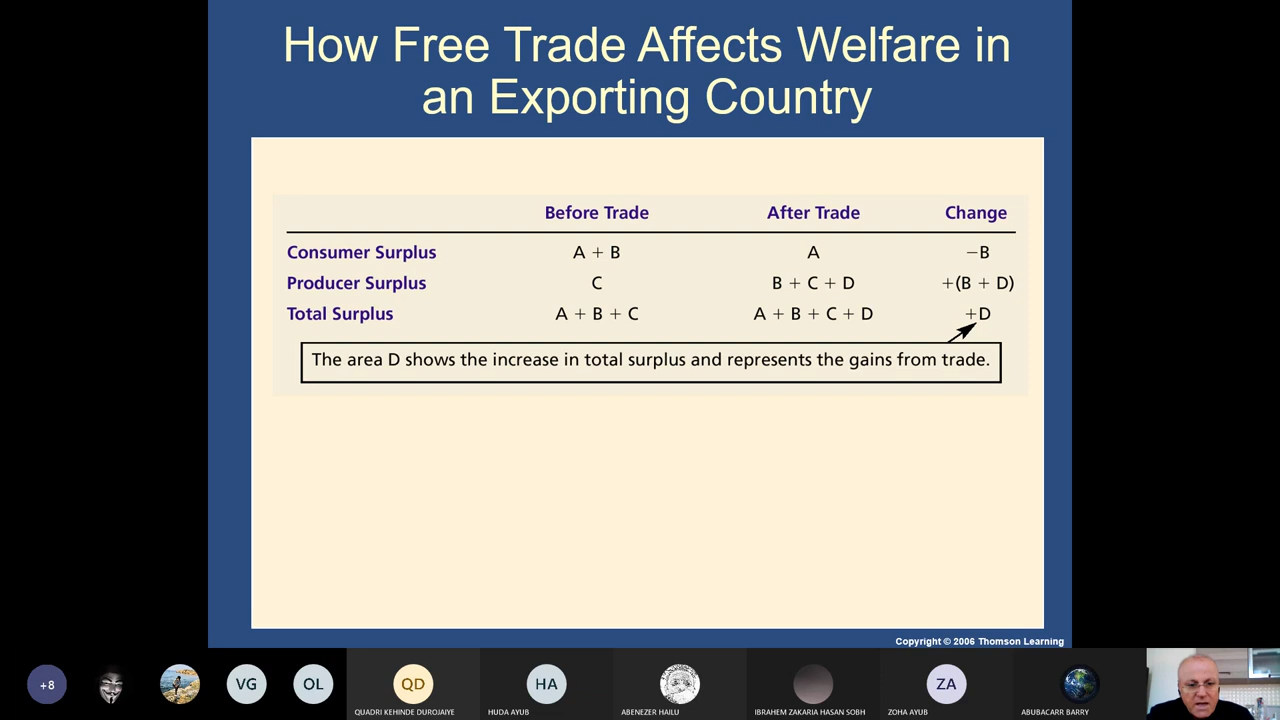 How Free Trade Affects Welfare in
an Exporting Country
Before Trade After Trade Change
Consumer Surplus A + B A −B
Producer Surplus C B + C + D +(B + D)
Total Surplus A + B + C A + B + C + D +D
The area D shows the increase in total surplus and represents the gains from trade.
Copyright © 2006 Thomson Learning
+8 VG OL QD HA ZA
QUADRI KEHINDE DUROJAIYE HUDA AYUB ABENEZER HAILU IBRAHEM ZAKARIA HASAN SOBH ZOHA AYUB ABUBACARR BARRY